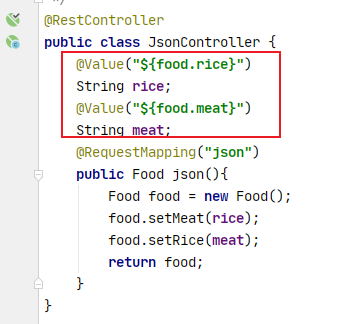 */
@RestController
public class JsonController {
@Value("${food.rice}")
String rice;
@Value("${food.meat}")
String meat;
@RequestMapping("json")
public Food json(){
Food food = new Food();
food.setMeat(rice);
food.setRice(meat);
return food;
}
}